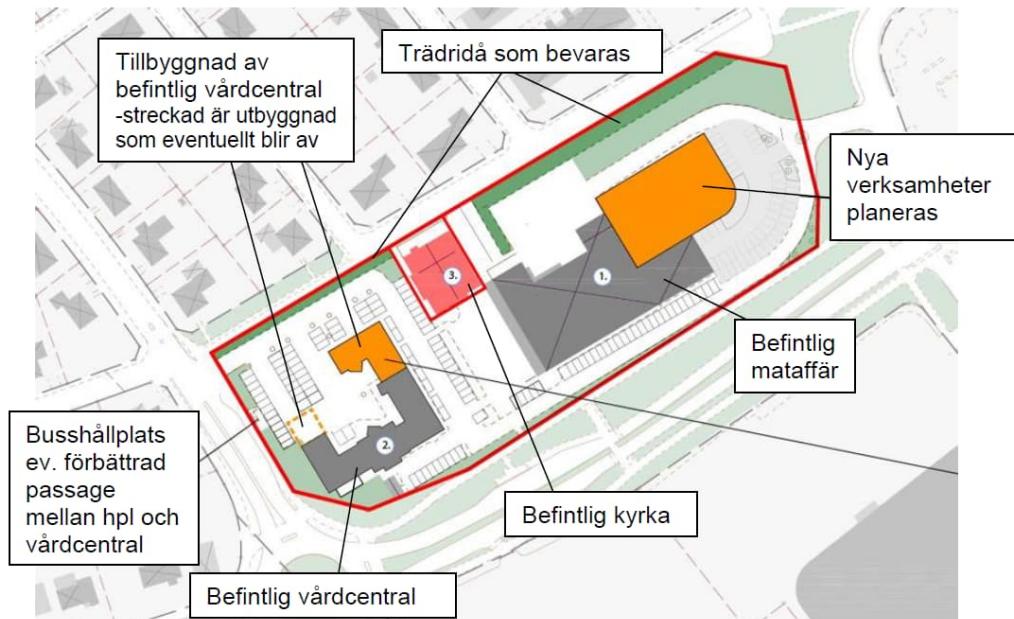 Tillbyggnad av
befintlig vårdcentral
-streckad är utbyggnad
som eventuellt blir av
Trädridå som bevaras
Nya
verksamheter
planeras
3.
1.
Befintlig
mataffär
2.
Busshållplats
ev. förbättrad
passage
mellan hpl och
vårdcentral
Befintlig kyrka
Befintlig vårdcentral